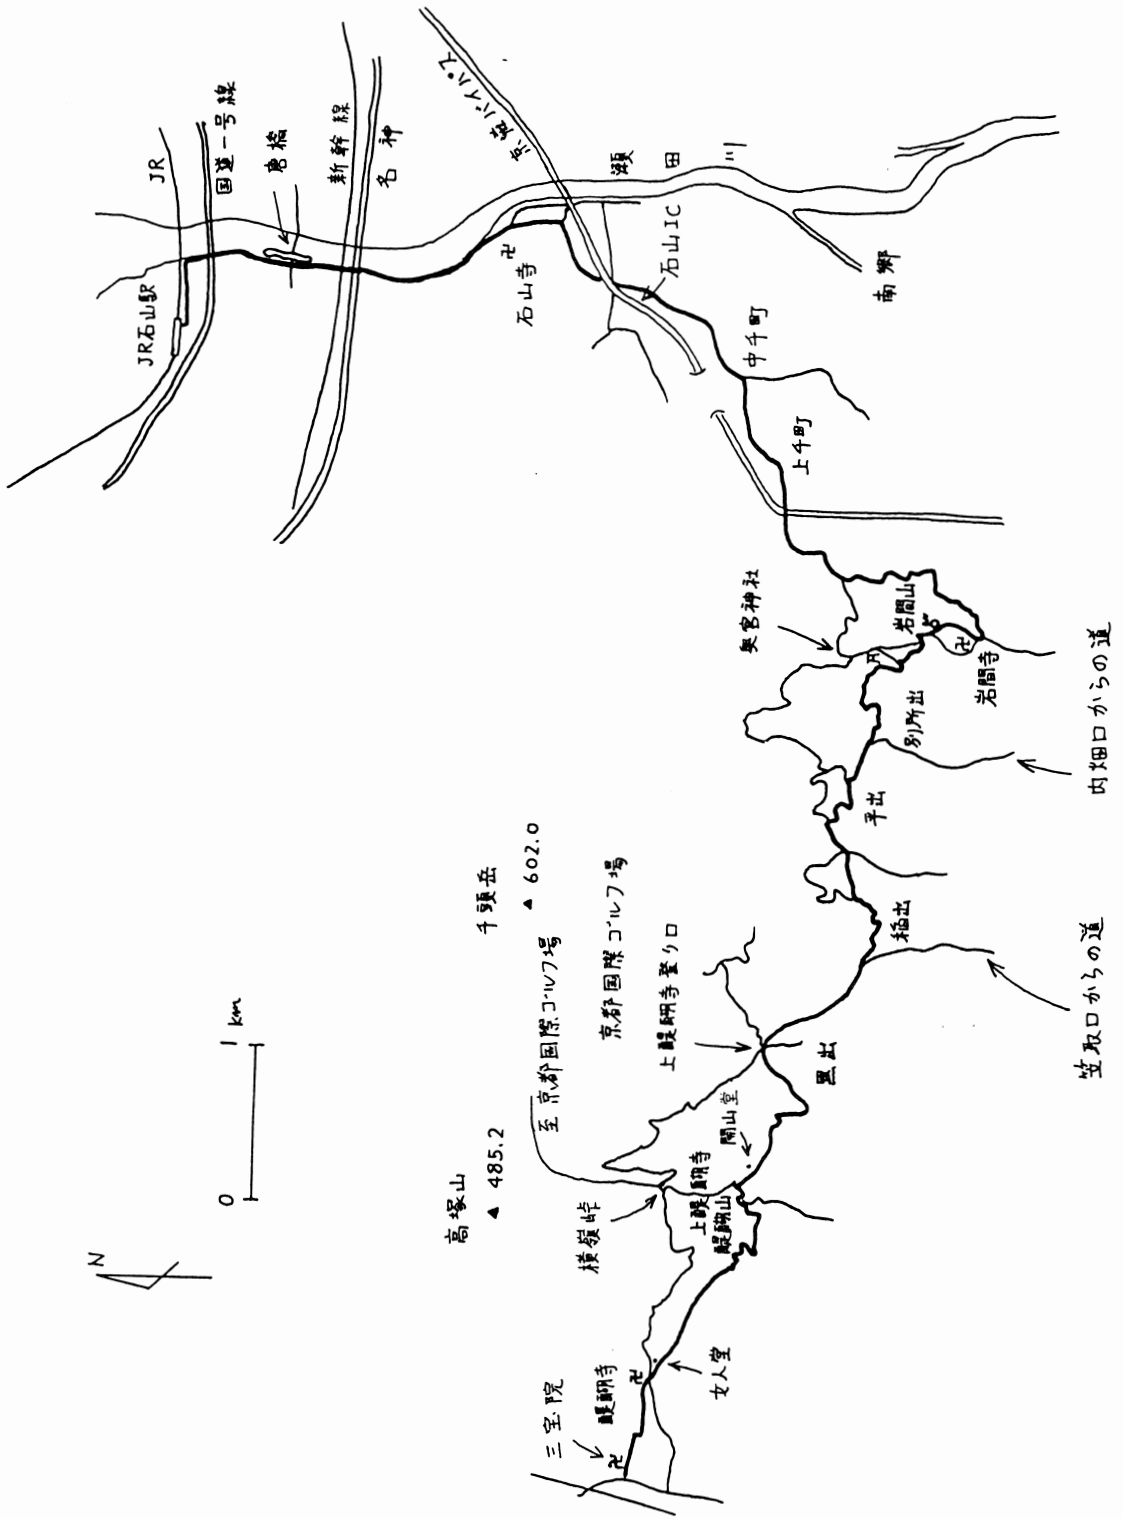 N
0 1 km
JR
国道一号線
唐橋
新幹線
名神
京滋バイパス
瀬田川
JR石山駅
石山寺
石山IC
南郷
中千町
上千町
奥宮神社
岩間山
岩間寺
別所出
内畑口からの道
平出
稲出
笠取口からの道
千頭岳
▲ 602.0
京都国際ゴルフ場
至京都国際ゴルフ場
上醍醐寺登り口
黒出
高塚山
▲ 485.2
開山堂
横嶺峠
上醍醐寺
醍醐山
女人堂
醍醐寺
三宝院